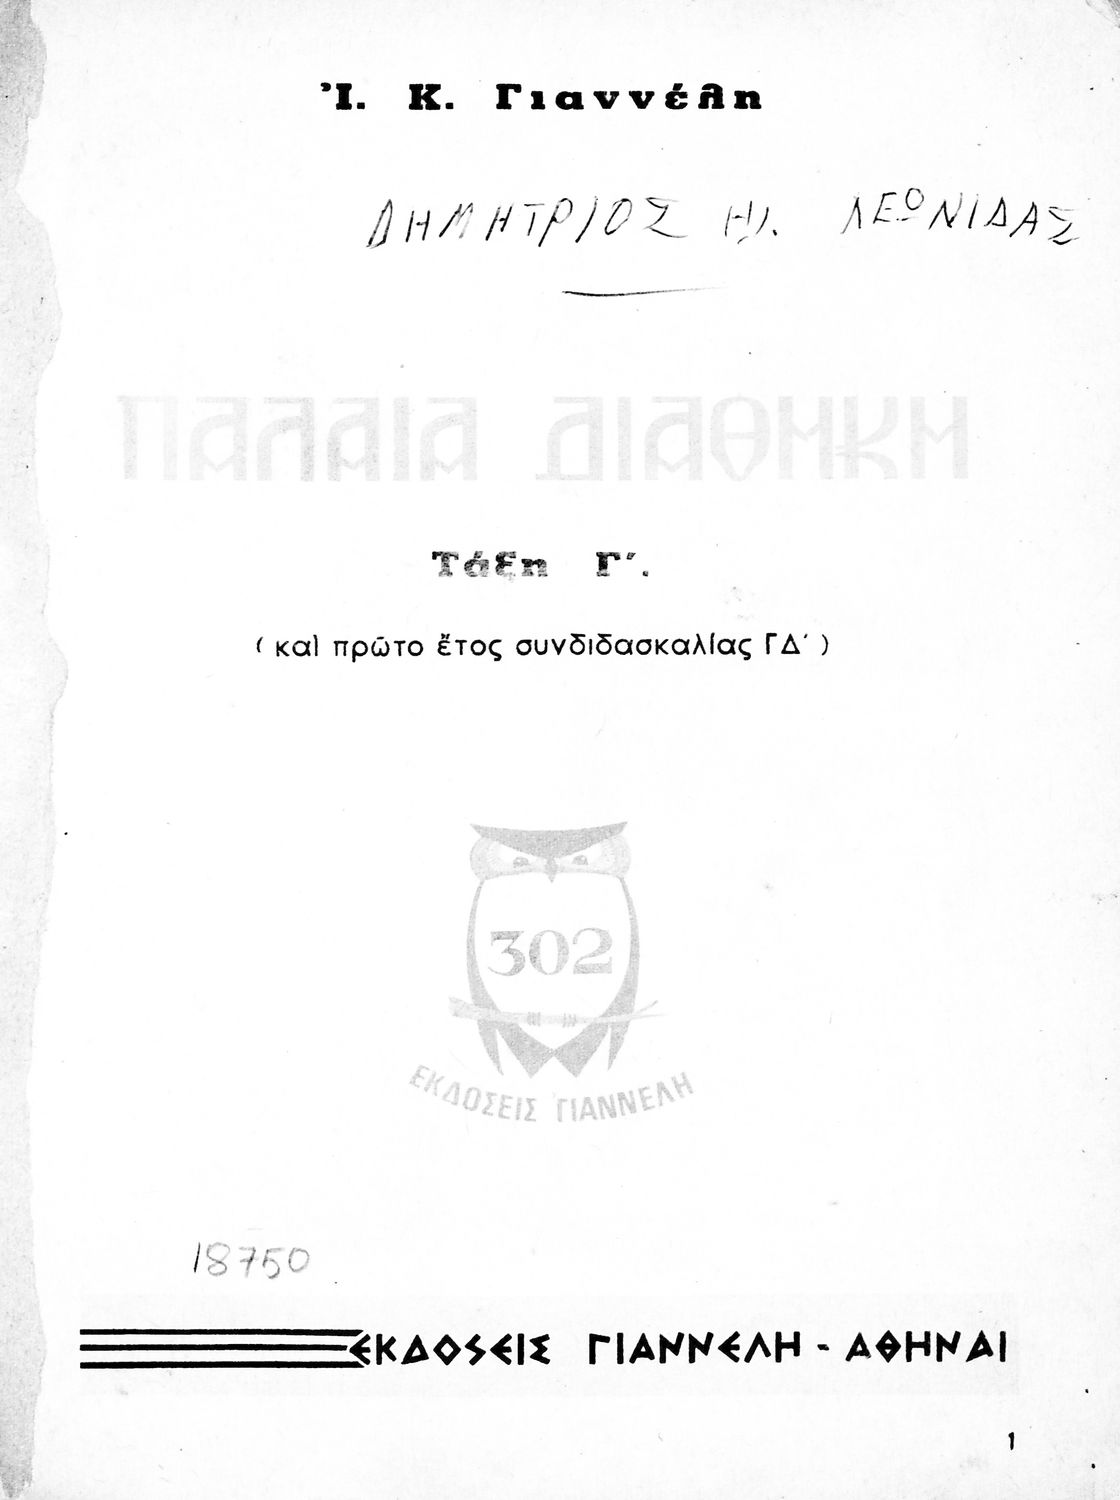 Ἰ. Κ. Γιαννέλη
ΔΗΜΗΤΡΙΟΣ Ηλ. ΛΕΩΝΙΔΑΣ
ΠΑΛΑΙΑ ΔΙΑΘΗΚΗ
Τάξη Γ΄.
( καὶ πρῶτο ἔτος συνδιδασκαλίας ΓΔ΄ )
302
ΕΚΔΟΣΕΙΣ ΓΙΑΝΝΕΛΗ
18750
ΕΚΔΟΣΕΙΣ ΓΙΑΝΝΕΛΗ - ΑΘΗΝΑΙ
1